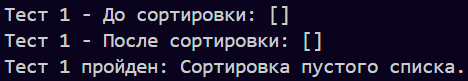 Тест 1 - До сортировки: []
Тест 1 - После сортировки: []
Тест 1 пройден: Сортировка пустого списка.